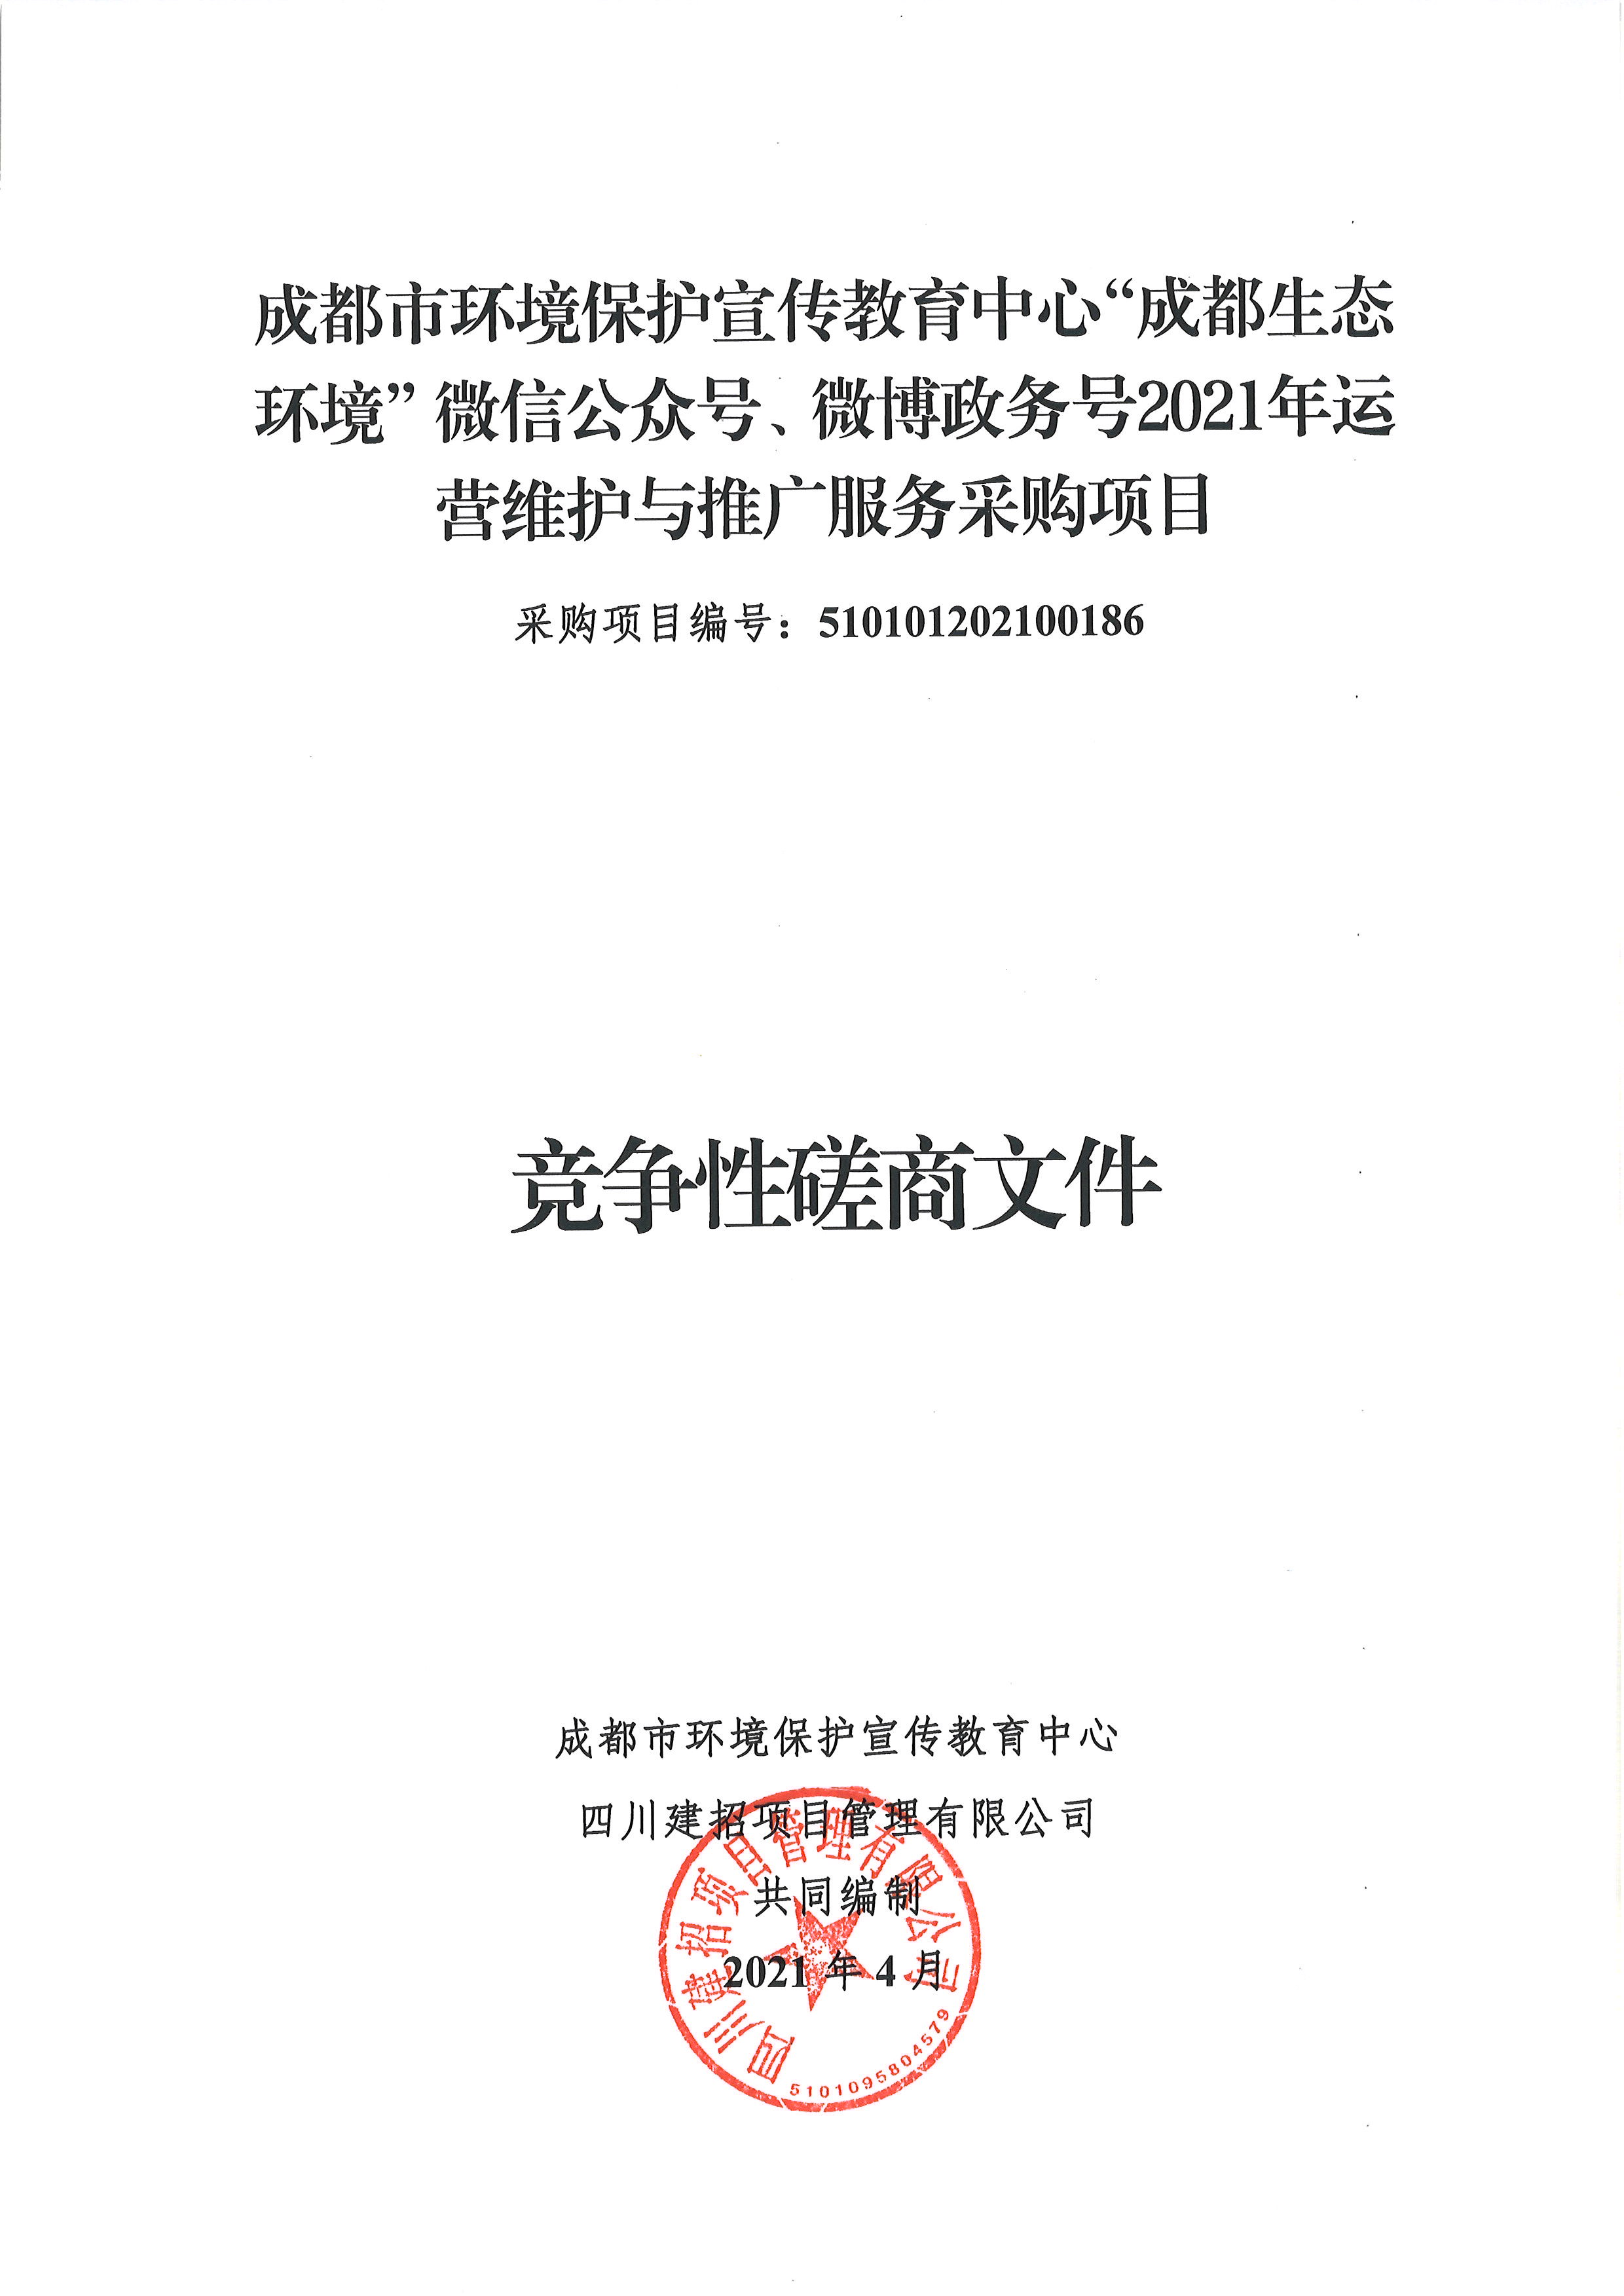 成都市环境保护宣传教育中心“成都生态
环境”微信公众号、微博政务号2021年运
营维护与推广服务采购项目
采购项目编号：510101202100186
竞争性磋商文件
成都市环境保护宣传教育中心
四川建招项目管理有限公司
共同编制
2021 年 4 月
四川建招项目管理有限公司
5101095804579